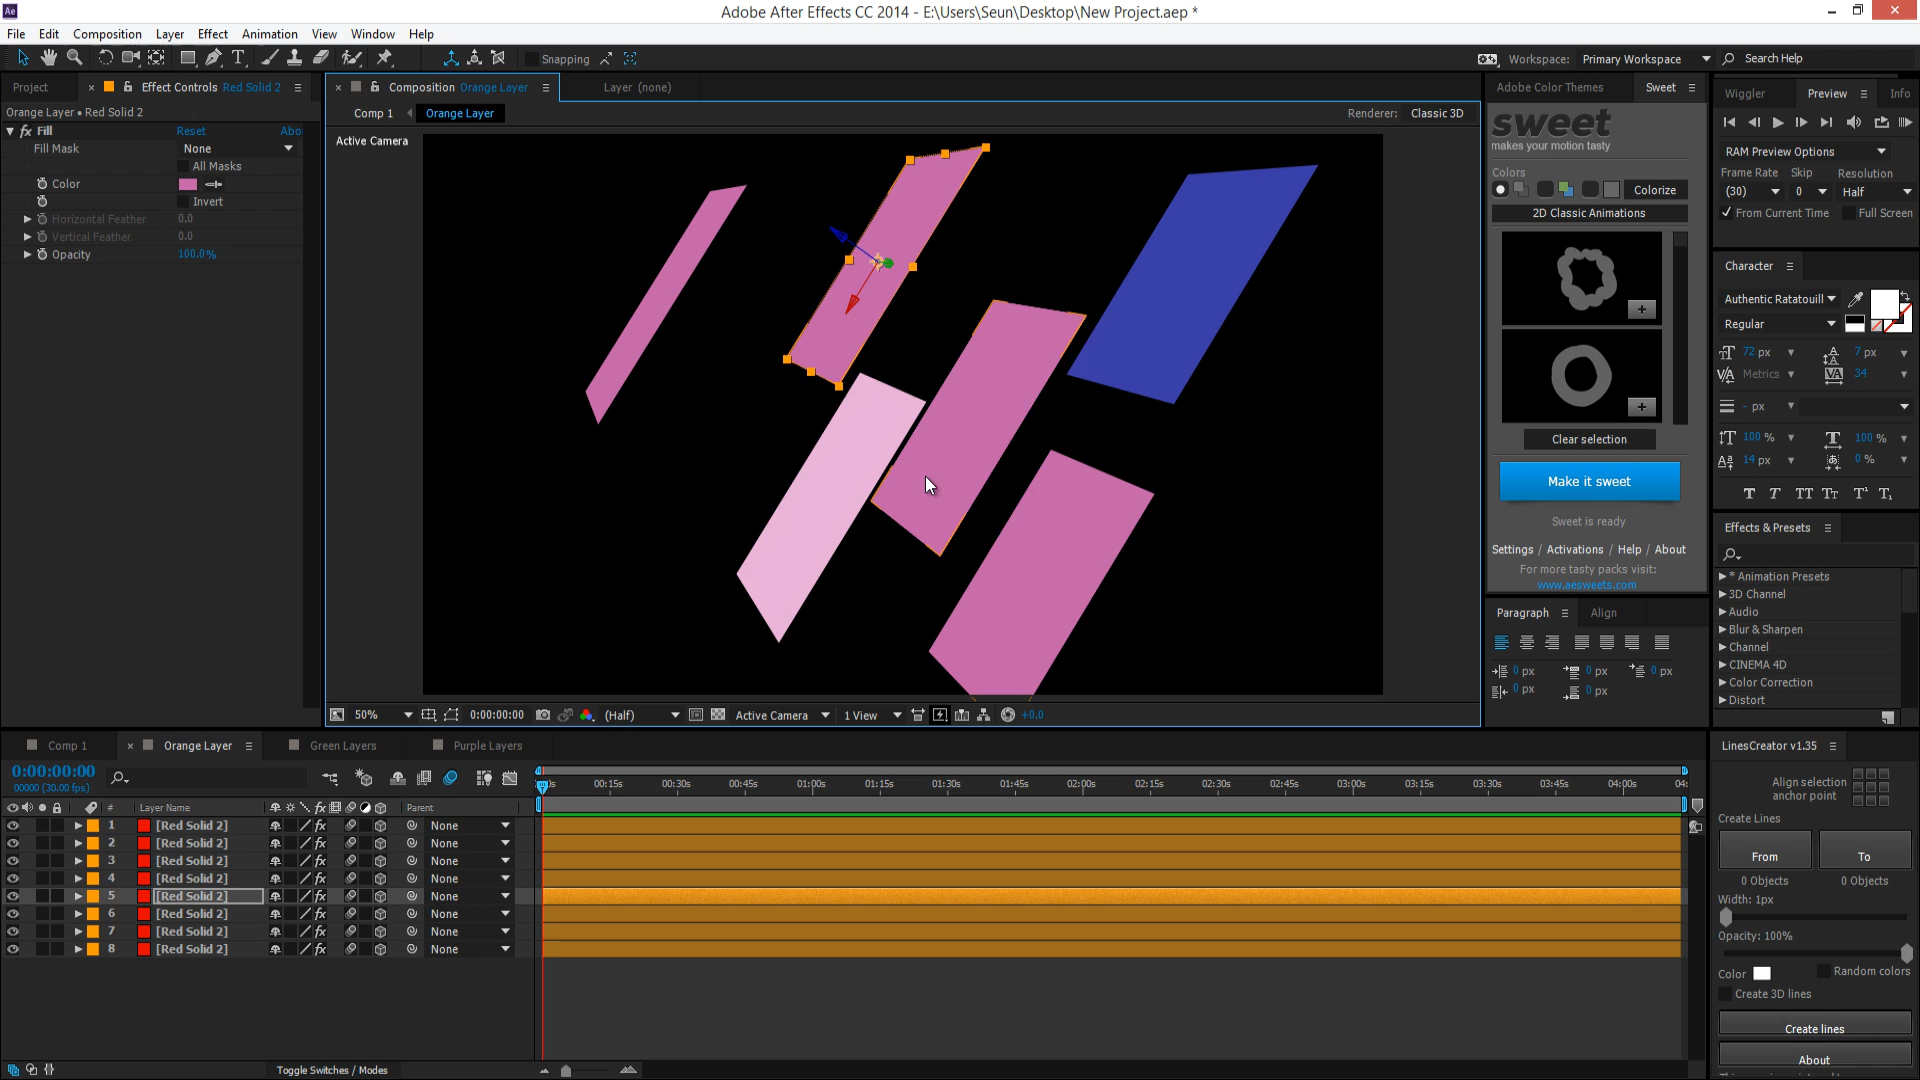 Adobe After Effects CC 2014 - E:\Users\Seun\Desktop\New Project.aep *
File Edit Composition Layer Effect Animation View Window Help
Snapping
Workspace: Primary Workspace
Search Help
Project
Effect Controls Red Solid 2
Orange Layer • Red Solid 2
fx Fill Reset Abo
Fill Mask None
All Masks
Color
Invert
Horizontal Feather 0.0
Vertical Feather 0.0
Opacity 100.0%
Composition Orange Layer
Layer (none)
Comp 1 Orange Layer
Renderer: Classic 3D
Active Camera
50% 0:00:00:00 (Half) Active Camera 1 View +0.0
Adobe Color Themes Sweet
sweet
makes your motion tasty
Colors
Colorize
2D Classic Animations
+
+
Clear selection
Make it sweet
Sweet is ready
Settings / Activations / Help / About
For more tasty packs visit:
www.aesweets.com
Paragraph Align
0 px 0 px 0 px
0 px 0 px
Wiggler Preview Info
RAM Preview Options
Frame Rate Skip Resolution
(30) 0 Half
From Current Time Full Screen
Character
Authentic Ratatouill
Regular
72 px 7 px
Metrics 34
- px
100 % 100 %
14 px 0 %
T T TT Tt T¹ T₁
Effects & Presets
* Animation Presets
3D Channel
Audio
Blur & Sharpen
Channel
CINEMA 4D
Color Correction
Distort
Comp 1 Orange Layer Green Layers Purple Layers
0:00:00:00
00000 (30.00 fps)
00:15s 00:30s 00:45s 01:00s 01:15s 01:30s 01:45s 02:00s 02:15s 02:30s 02:45s 03:00s 03:15s 03:30s 03:45s 04:00s 04:
# Layer Name Parent
1 [Red Solid 2] None
2 [Red Solid 2] None
3 [Red Solid 2] None
4 [Red Solid 2] None
5 [Red Solid 2] None
6 [Red Solid 2] None
7 [Red Solid 2] None
8 [Red Solid 2] None
Toggle Switches / Modes
LinesCreator v1.35
Align selection
anchor point
Create Lines
From To
0 Objects 0 Objects
Width: 1px
Opacity: 100%
Color Random colors
Create 3D lines
Create lines
About